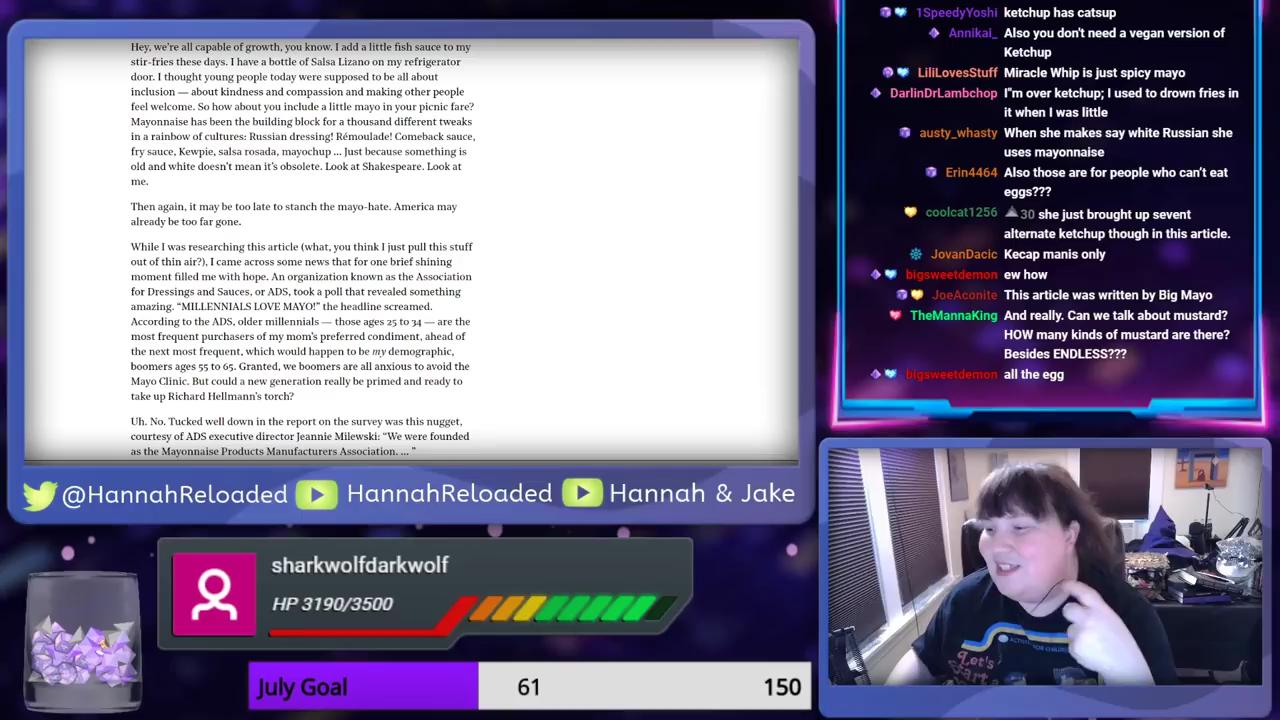 Hey, we're all capable of growth, you know. I add a little fish sauce to my
stir-fries these days. I have a bottle of Salsa Lizano on my refrigerator
door. I thought young people today were supposed to be all about
inclusion — about kindness and compassion and making other people
feel welcome. So how about you include a little mayo in your picnic fare?
Mayonnaise has been the building block for a thousand different tweaks
in a rainbow of cultures: Russian dressing! Rémoulade! Comeback sauce,
fry sauce, Kewpie, salsa rosada, mayochup ... Just because something is
old and white doesn't mean it's obsolete. Look at Shakespeare. Look at
me.
Then again, it may be too late to stanch the mayo-hate. America may
already be too far gone.
While I was researching this article (what, you think I just pull this stuff
out of thin air?), I came across some news that for one brief shining
moment filled me with hope. An organization known as the Association
for Dressings and Sauces, or ADS, took a poll that revealed something
amazing. “MILLENNIALS LOVE MAYO!” the headline screamed.
According to the ADS, older millennials — those ages 25 to 34 — are the
most frequent purchasers of my mom's preferred condiment, ahead of
the next most frequent, which would happen to be my demographic,
boomers ages 55 to 65. Granted, we boomers are all anxious to avoid the
Mayo Clinic. But could a new generation really be primed and ready to
take up Richard Hellmann's torch?
Uh. No. Tucked well down in the report on the survey was this nugget,
courtesy of ADS executive director Jeannie Milewski: “We were founded
as the Mayonnaise Products Manufacturers Association. ... ”
@HannahReloaded HannahReloaded Hannah & Jake
sharkwolfdarkwolf
HP 3190/3500
July Goal 61 150
1SpeedyYoshi ketchup has catsup
Annikai_ Also you don't need a vegan version of
Ketchup
LiliLovesStuff Miracle Whip is just spicy mayo
DarlinDrLambchop I"m over ketchup; I used to drown fries in
it when I was little
austy_whasty When she makes say white Russian she
uses mayonnaise
Erin4464 Also those are for people who can't eat
eggs???
coolcat1256 30 she just brought up sevent
alternate ketchup though in this article.
JovanDacic Kecap manis only
bigsweetdemon ew how
JoeAconite This article was written by Big Mayo
TheMannaKing And really. Can we talk about mustard?
HOW many kinds of mustard are there?
Besides ENDLESS???
bigsweetdemon all the egg